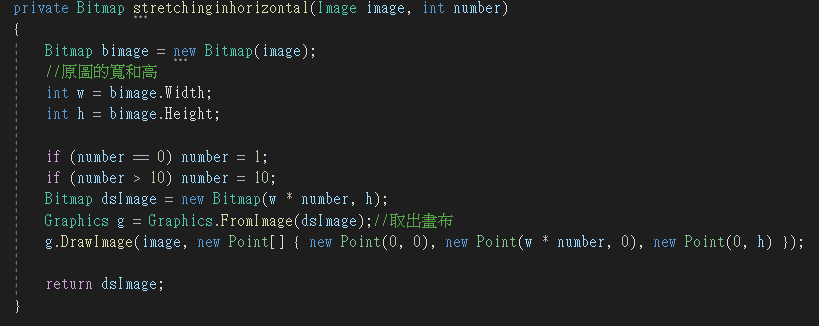 private Bitmap stretchinginhorizontal(Image image, int number)
{
Bitmap bimage = new Bitmap(image);
//原圖的寬和高
int w = bimage.Width;
int h = bimage.Height;
if (number == 0) number = 1;
if (number > 10) number = 10;
Bitmap dsImage = new Bitmap(w * number, h);
Graphics g = Graphics.FromImage(dsImage);//取出畫布
g.DrawImage(image, new Point[] { new Point(0, 0), new Point(w * number, 0), new Point(0, h) });
return dsImage;
}